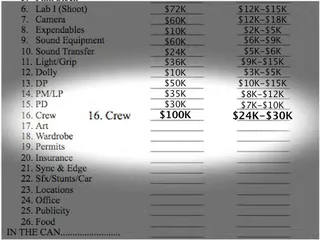 6. Lab I (Shoot) $72K $12K-$15K
7. Camera $60K $12K-$18K
8. Expendables $10K $2K-$5K
9. Sound Equipment $60K $6K-$9K
10. Sound Transfer $24K $5K-$6K
11. Light/Grip $36K $9K-$15K
12. Dolly $10K $3K-$5K
13. DP $50K $10K-$15K
14. PM/LP $35K $8K-$12K
15. PD $30K $7K-$10K
16. Crew 16. Crew $100K $24K-$30K
17. Art
18. Wardrobe
19. Permits
20. Insurance
21. Sync & Edge
22. Sfx/Stunts/Car
23. Locations
24. Office
25. Publicity
26. Food
IN THE CAN........................